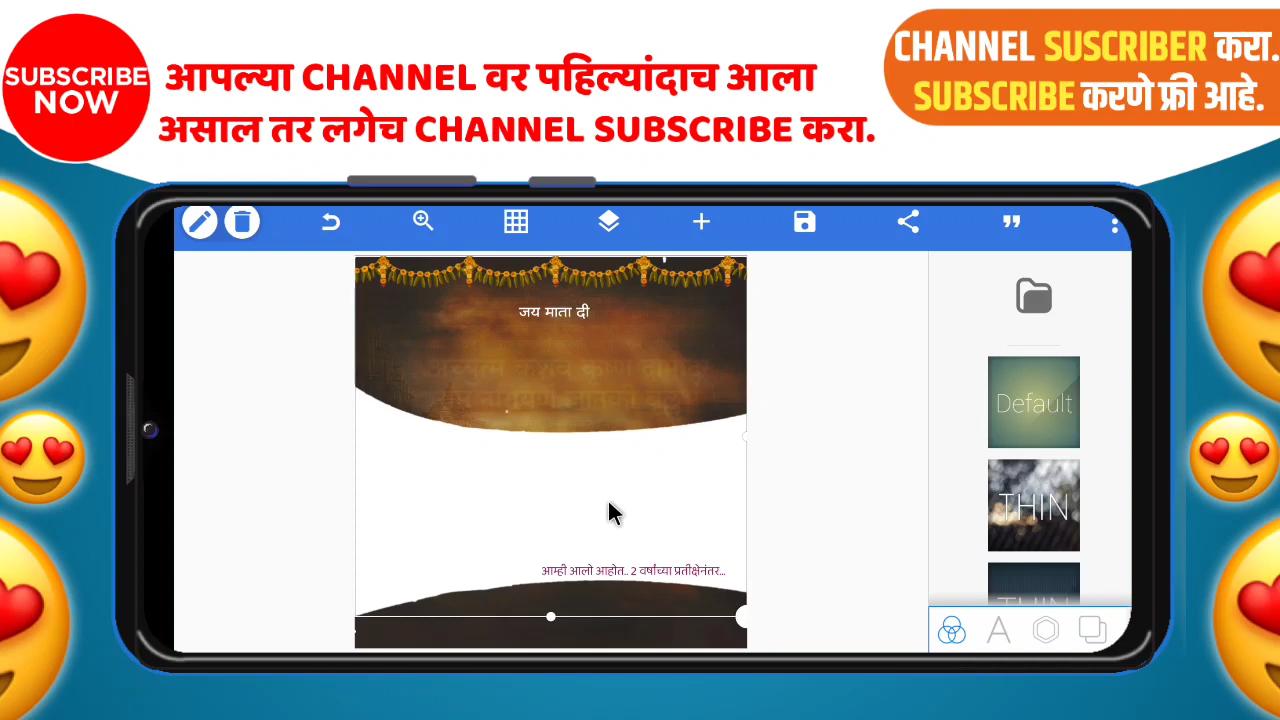 SUBSCRIBE
NOW
आपल्या CHANNEL वर पहिल्यांदाच आला
असाल तर लगेच CHANNEL SUBSCRIBE करा.
CHANNEL SUSCRIBER करा.
SUBSCRIBE करणे फ्री आहे.
जय माता दी
आम्ही आलो आहोत.. 2 वर्षाच्या प्रतीक्षेनंतर...
Default
THIN
THIN